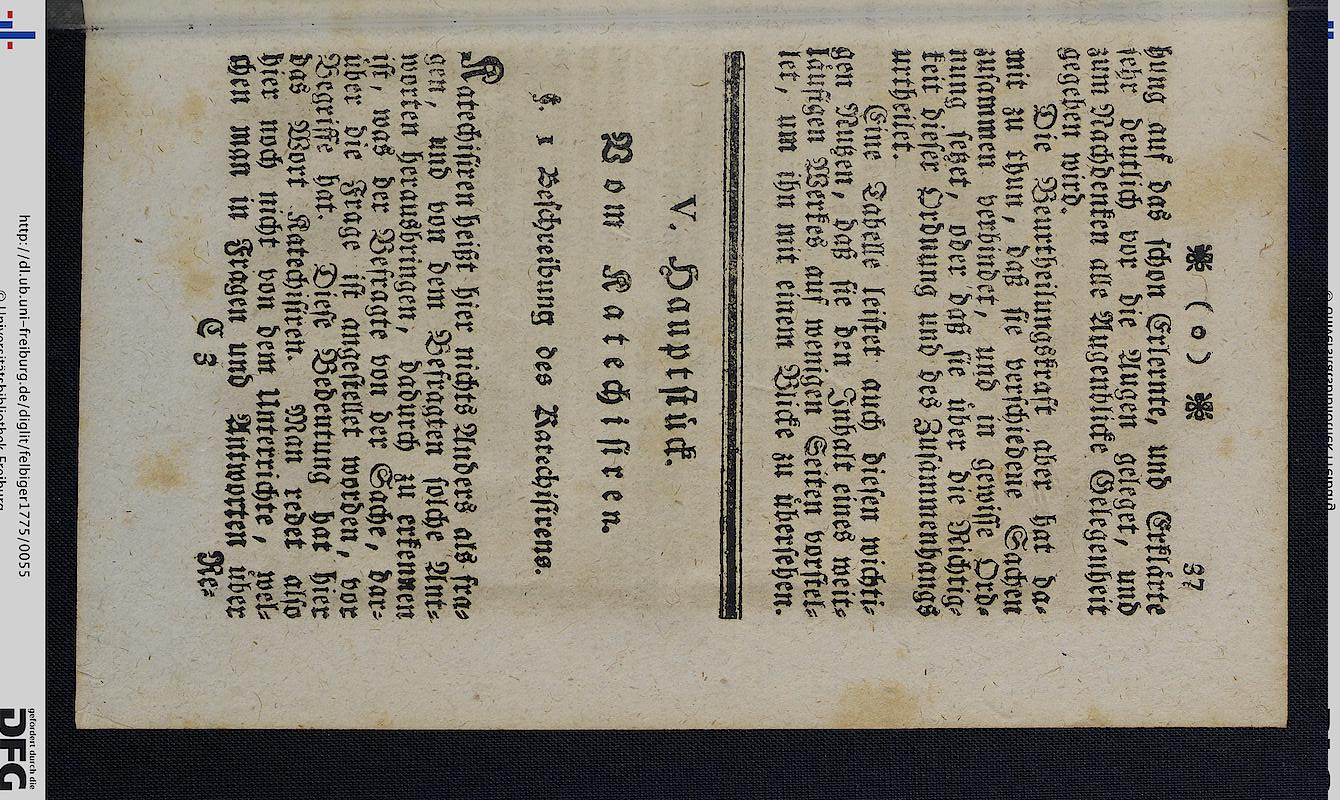 ❋ ( o ) ❋ 37
hung auf das schon Erlernte, und Erklärte
sehr deutlich vor die Augen geleget, und
zum Nachdenken alle Augenblicke Gelegenheit
gegeben wird.
Die Beurtheilungskraft aber hat da-
mit zu thun, daß sie verschiedene Sachen
zusammen verbindet, und in gewisse Ord-
nung setzet, oder daß sie über die Richtig-
keit dieser Ordnung und des Zusammenhangs
urtheilet.
Eine Tabelle leistet auch diesen wichti-
gen Nutzen, daß sie den Inhalt eines weit-
läufigen Werkes auf wenigen Seiten vorstel-
let, um ihn mit einem Blicke zu übersehen.
V. Hauptstück.
Vom Katechisiren.
§. 1 Beschreibung des Katechisirens.
Katechisiren heißt hier nichts Anders als fra-
gen, und von dem Befragten solche Ant-
worten herausbringen, dadurch zu erkennen
ist, was der Befragte von der Sache, dar-
über die Frage ist angestellet worden, vor
Begriffe hat. Diese Bedeutung hat hier
das Wort Katechisiren. Man redet also
hier noch nicht von dem Unterrichte, wel-
chen man in Fragen und Antworten über
C 3 Re-
http://dl.ub.uni-freiburg.de/diglit/felbiger1775/0055
© Universitätsbibliothek Freiburg
gefördert durch die
DFG